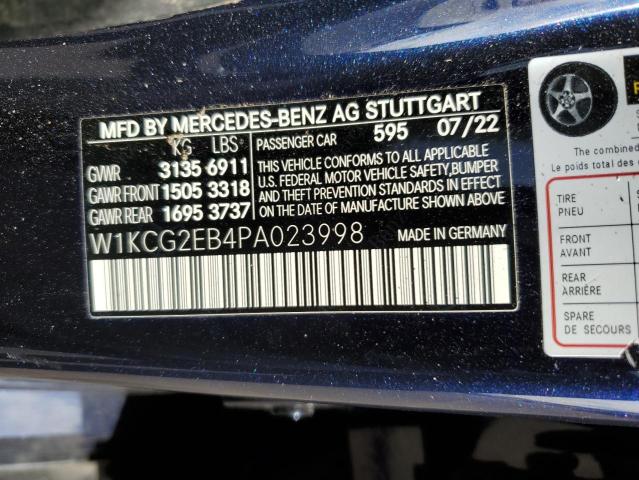 MFD BY MERCEDES-BENZ AG STUTTGART
KG LBS PASSENGER CAR 595 07/22
GVWR 3135 6911
GAWR FRONT 1505 3318
GAWR REAR 1695 3737
THIS VEHICLE CONFORMS TO ALL APPLICABLE
U.S. FEDERAL MOTOR VEHICLE SAFETY, BUMPER
AND THEFT PREVENTION STANDARDS IN EFFECT
ON THE DATE OF MANUFACTURE SHOWN ABOVE.
W1KCG2EB4PA023998 MADE IN GERMANY
The combined
Le poids total des
TIRE
PNEU
FRONT
AVANT
REAR
ARRIÈRE
SPARE
DE SECOURS